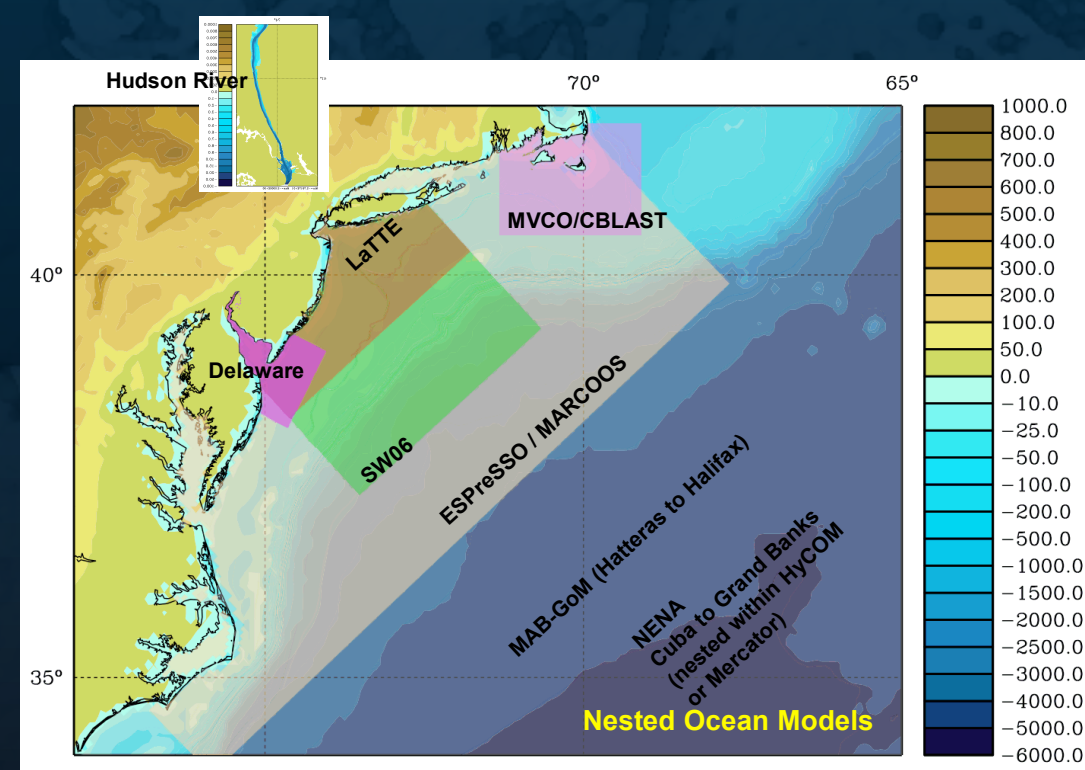 Hudson River
70°
65°
40°
35°
LaTTE
MVCO/CBLAST
Delaware
SW06
ESPreSSO / MARCOOS
MAB-GoM (Hatteras to Halifax)
NENA
Cuba to Grand Banks
(nested within HyCOM
or Mercator)
Nested Ocean Models
1000.0
800.0
700.0
600.0
500.0
400.0
300.0
200.0
100.0
50.0
0.0
−10.0
−25.0
−50.0
−100.0
−200.0
−500.0
−1000.0
−1500.0
−2000.0
−2500.0
−3000.0
−4000.0
−5000.0
−6000.0